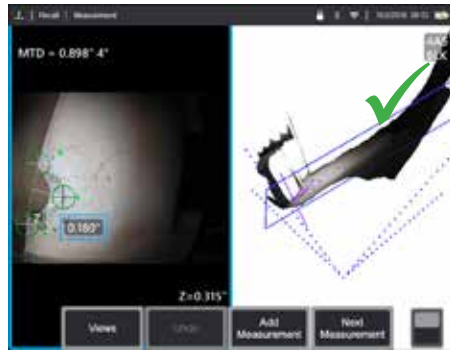 Recall | Measurement
MTD = 0.898" 4"
0.180"
Z=0.315"
Views
Undo
Add
Measurement
Next
Measurement